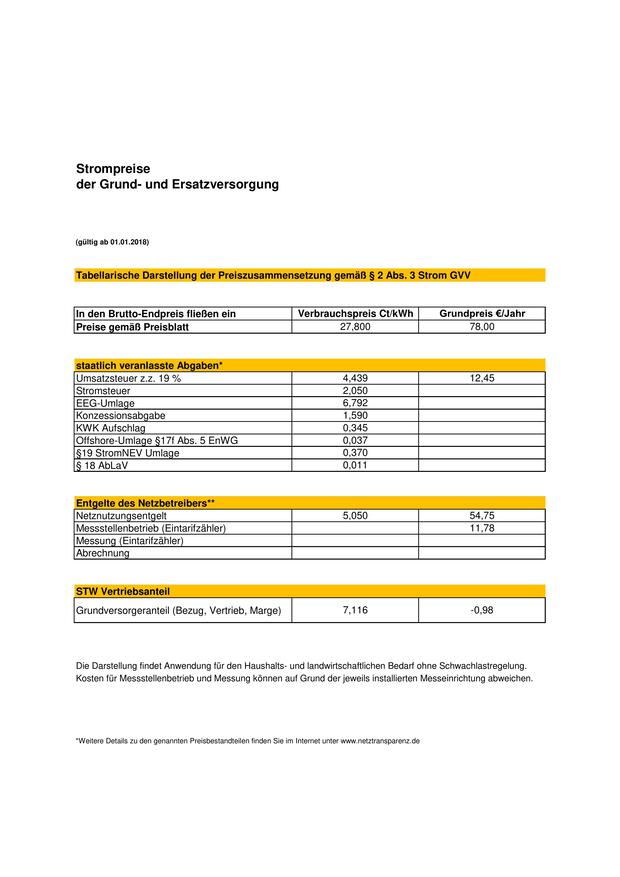 Strompreise
der Grund- und Ersatzversorgung
(gültig ab 01.01.2018)
Tabellarische Darstellung der Preiszusammensetzung gemäß § 2 Abs. 3 Strom GVV
In den Brutto-Endpreis fließen ein Verbrauchspreis Ct/kWh Grundpreis €/Jahr
Preise gemäß Preisblatt 27,800 78,00
staatlich veranlasste Abgaben*
Umsatzsteuer z.z. 19 % 4,439 12,45
Stromsteuer 2,050
EEG-Umlage 6,792
Konzessionsabgabe 1,590
KWK Aufschlag 0,345
Offshore-Umlage §17f Abs. 5 EnWG 0,037
§19 StromNEV Umlage 0,370
§ 18 AbLaV 0,011
Entgelte des Netzbetreibers**
Netznutzungsentgelt 5,050 54,75
Messstellenbetrieb (Eintarifzähler) 11,78
Messung (Eintarifzähler)
Abrechnung
STW Vertriebsanteil
Grundversorgeranteil (Bezug, Vertrieb, Marge) 7,116 -0,98
Die Darstellung findet Anwendung für den Haushalts- und landwirtschaftlichen Bedarf ohne Schwachlastregelung.
Kosten für Messstellenbetrieb und Messung können auf Grund der jeweils installierten Messeinrichtung abweichen.
*Weitere Details zu den genannten Preisbestandteilen finden Sie im Internet unter www.netztransparenz.de